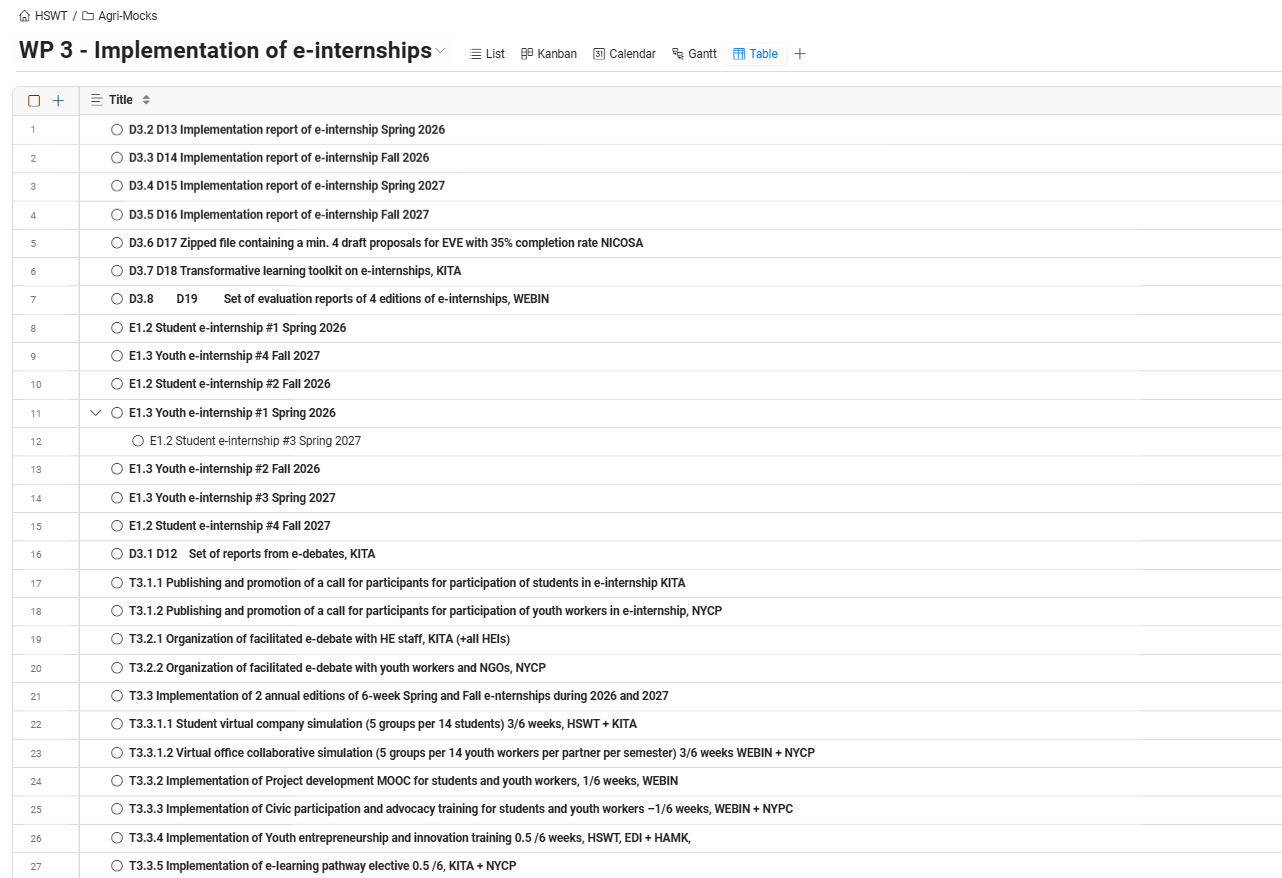 HSWT / Agri-Mocks
WP 3 - Implementation of e-internships List Kanban Calendar Gantt Table
Title
1 D3.2 D13 Implementation report of e-internship Spring 2026
2 D3.3 D14 Implementation report of e-internship Fall 2026
3 D3.4 D15 Implementation report of e-internship Spring 2027
4 D3.5 D16 Implementation report of e-internship Fall 2027
5 D3.6 D17 Zipped file containing a min. 4 draft proposals for EVE with 35% completion rate NICOSA
6 D3.7 D18 Transformative learning toolkit on e-internships, KITA
7 D3.8 D19 Set of evaluation reports of 4 editions of e-internships, WEBIN
8 E1.2 Student e-internship #1 Spring 2026
9 E1.3 Youth e-internship #4 Fall 2027
10 E1.2 Student e-internship #2 Fall 2026
11 E1.3 Youth e-internship #1 Spring 2026
12 E1.2 Student e-internship #3 Spring 2027
13 E1.3 Youth e-internship #2 Fall 2026
14 E1.3 Youth e-internship #3 Spring 2027
15 E1.2 Student e-internship #4 Fall 2027
16 D3.1 D12 Set of reports from e-debates, KITA
17 T3.1.1 Publishing and promotion of a call for participants for participation of students in e-internship KITA
18 T3.1.2 Publishing and promotion of a call for participants for participation of youth workers in e-internship, NYCP
19 T3.2.1 Organization of facilitated e-debate with HE staff, KITA (+all HEIs)
20 T3.2.2 Organization of facilitated e-debate with youth workers and NGOs, NYCP
21 T3.3 Implementation of 2 annual editions of 6-week Spring and Fall e-nternships during 2026 and 2027
22 T3.3.1.1 Student virtual company simulation (5 groups per 14 students) 3/6 weeks, HSWT + KITA
23 T3.3.1.2 Virtual office collaborative simulation (5 groups per 14 youth workers per partner per semester) 3/6 weeks WEBIN + NYCP
24 T3.3.2 Implementation of Project development MOOC for students and youth workers, 1/6 weeks, WEBIN
25 T3.3.3 Implementation of Civic participation and advocacy training for students and youth workers –1/6 weeks, WEBIN + NYPC
26 T3.3.4 Implementation of Youth entrepreneurship and innovation training 0.5 /6 weeks, HSWT, EDI + HAMK,
27 T3.3.5 Implementation of e-learning pathway elective 0.5 /6, KITA + NYCP